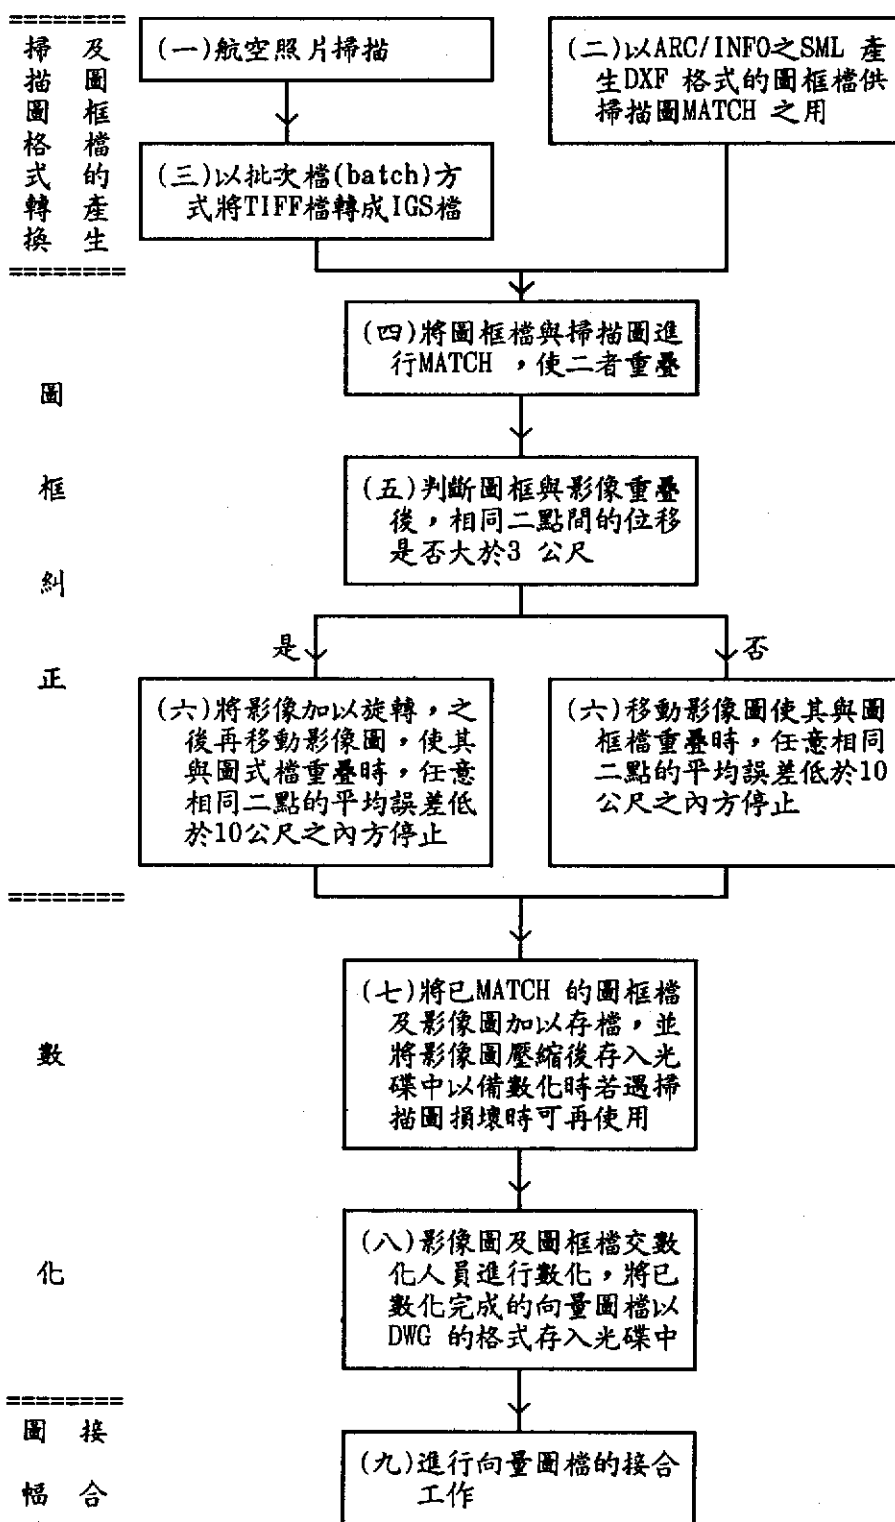 掃描圖格式轉換
及圖框檔的產生
(一)航空照片掃描
(二)以ARC/INFO之SML 產
生DXF 格式的圖框檔供
掃描圖MATCH 之用
(三)以批次檔(batch)方
式將TIFF檔轉成IGS檔
圖框糾正
(四)將圖框檔與掃描圖進
行MATCH ,使二者重疊
(五)判斷圖框與影像重疊
後,相同二點間的位移
是否大於3 公尺
是
否
(六)將影像加以旋轉,之
後再移動影像圖,使其
與圖式檔重疊時,任意
相同二點的平均誤差低
於10公尺之內方停止
(六)移動影像圖使其與圖
框檔重疊時,任意相同
二點的平均誤差低於10
公尺之內方停止
數化
(七)將已MATCH 的圖框檔
及影像圖加以存檔,並
將影像圖壓縮後存入光
碟中以備數化時若遇掃
描圖損壞時可再使用
(八)影像圖及圖框檔交數
化人員進行數化,將已
數化完成的向量圖檔以
DWG 的格式存入光碟中
圖幅
接合
(九)進行向量圖檔的接合
工作